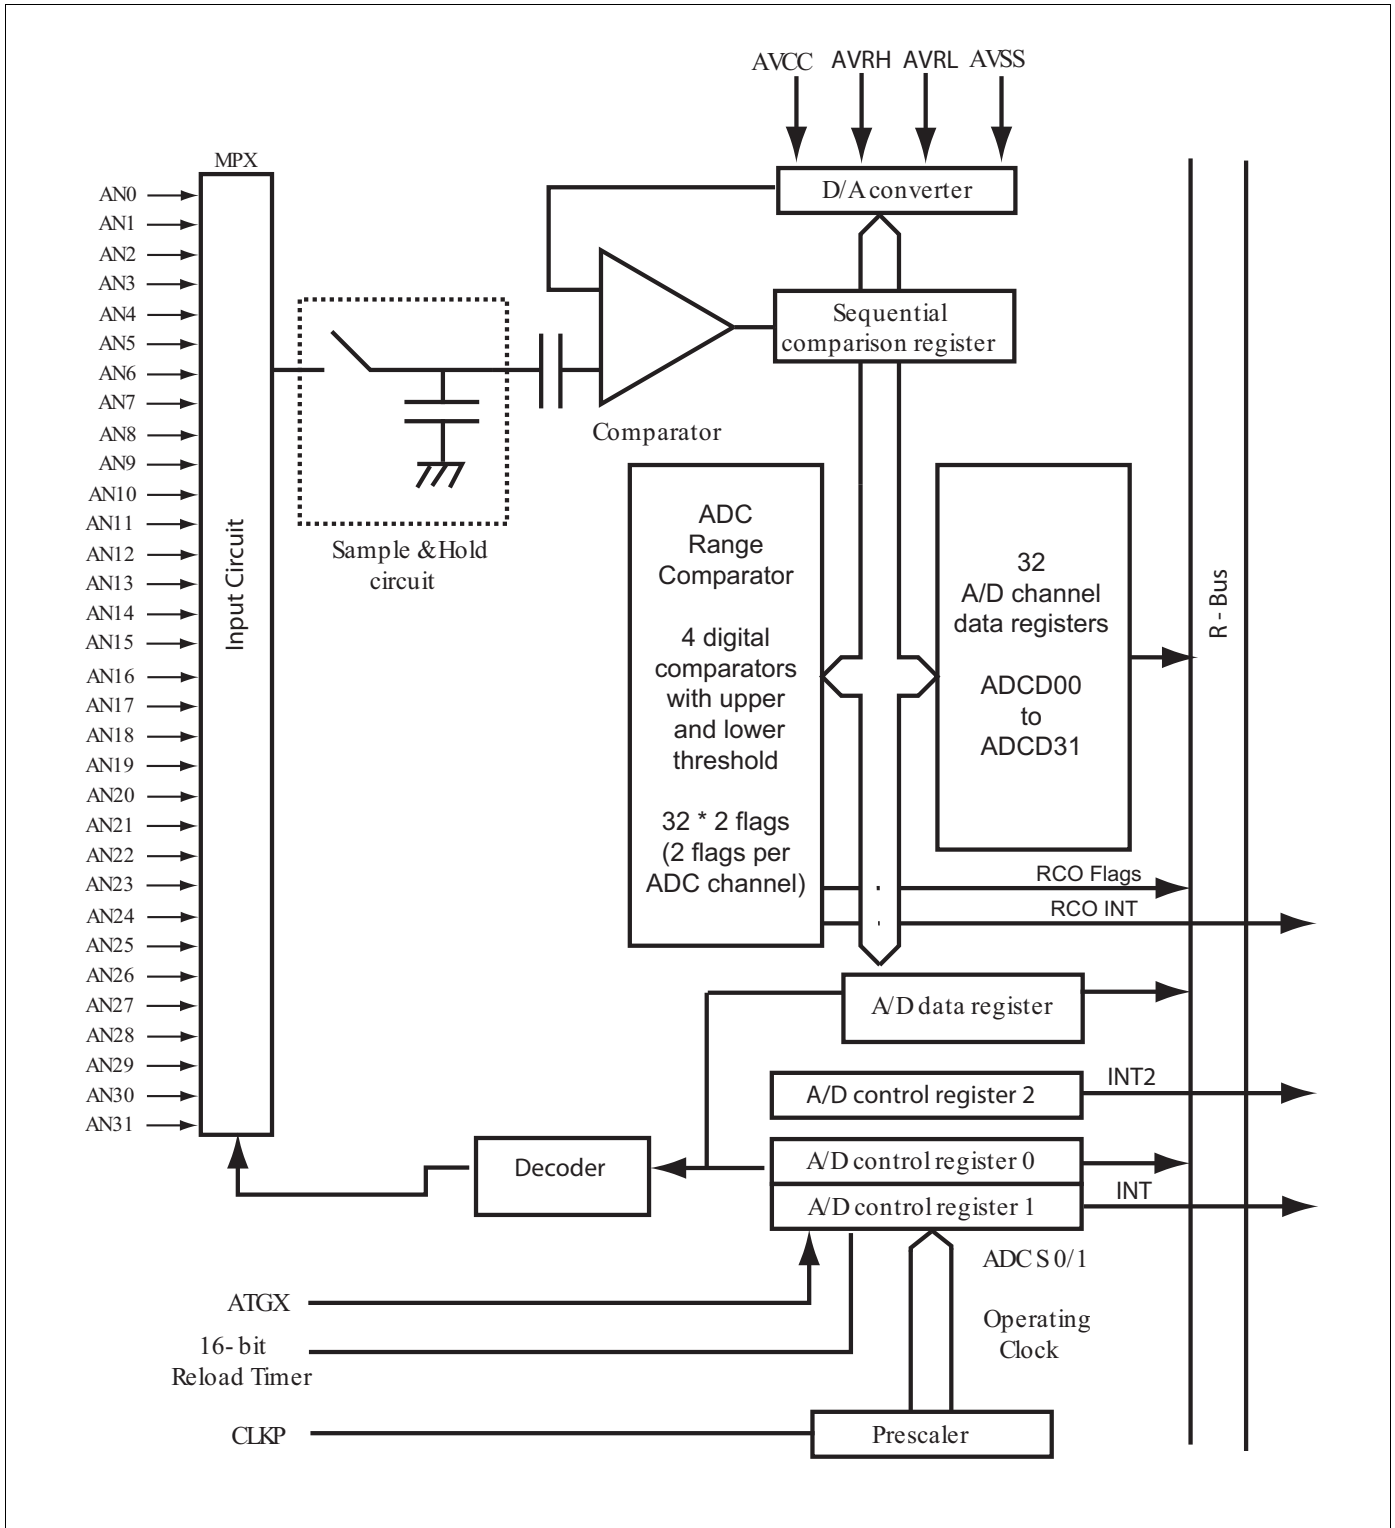 AVCC AVRH AVRL AVSS
MPX
D/A converter
AN0
AN1
AN2
AN3
AN4
AN5
AN6
AN7
AN8
AN9
AN10
AN11
AN12
AN13
AN14
AN15
AN16
AN17
AN18
AN19
AN20
AN21
AN22
AN23
AN24
AN25
AN26
AN27
AN28
AN29
AN30
AN31
Input Circuit
Sample & Hold
circuit
Comparator
Sequential
comparison register
ADC
Range
Comparator
4 digital
comparators
with upper
and lower
threshold
32 * 2 flags
(2 flags per
ADC channel)
32
A/D channel
data registers
ADCD00
to
ADCD31
R - Bus
RCO Flags
RCO INT
A/D data register
A/D control register 2
INT2
Decoder
A/D control register 0
A/D control register 1
INT
ADCS 0/1
ATGX
16- bit
Reload Timer
Operating
Clock
CLKP
Prescaler